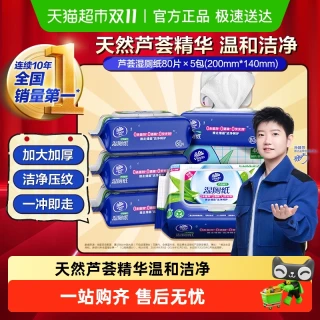 天猫超市双11 官方正品 极速送达
天然芦荟精华 温和洁净
芦荟湿厕纸80片×5包(200mm*140mm)
连续10年
全国
销量第一
加大加厚
洁净压纹
一冲即走
湿厕纸
天然芦荟精华温和洁净
一站购齐 售后无忧